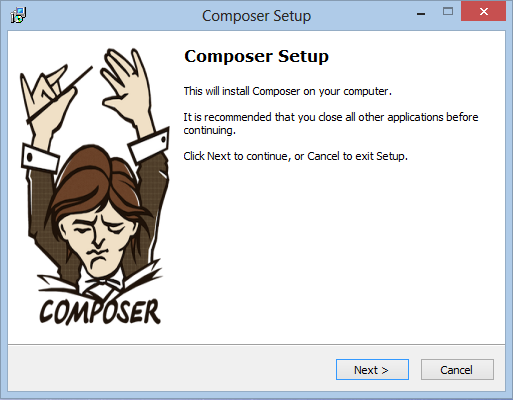 Composer Setup
Composer Setup
This will install Composer on your computer.
It is recommended that you close all other applications before
continuing.
Click Next to continue, or Cancel to exit Setup.
COMPOSER
Next >
Cancel